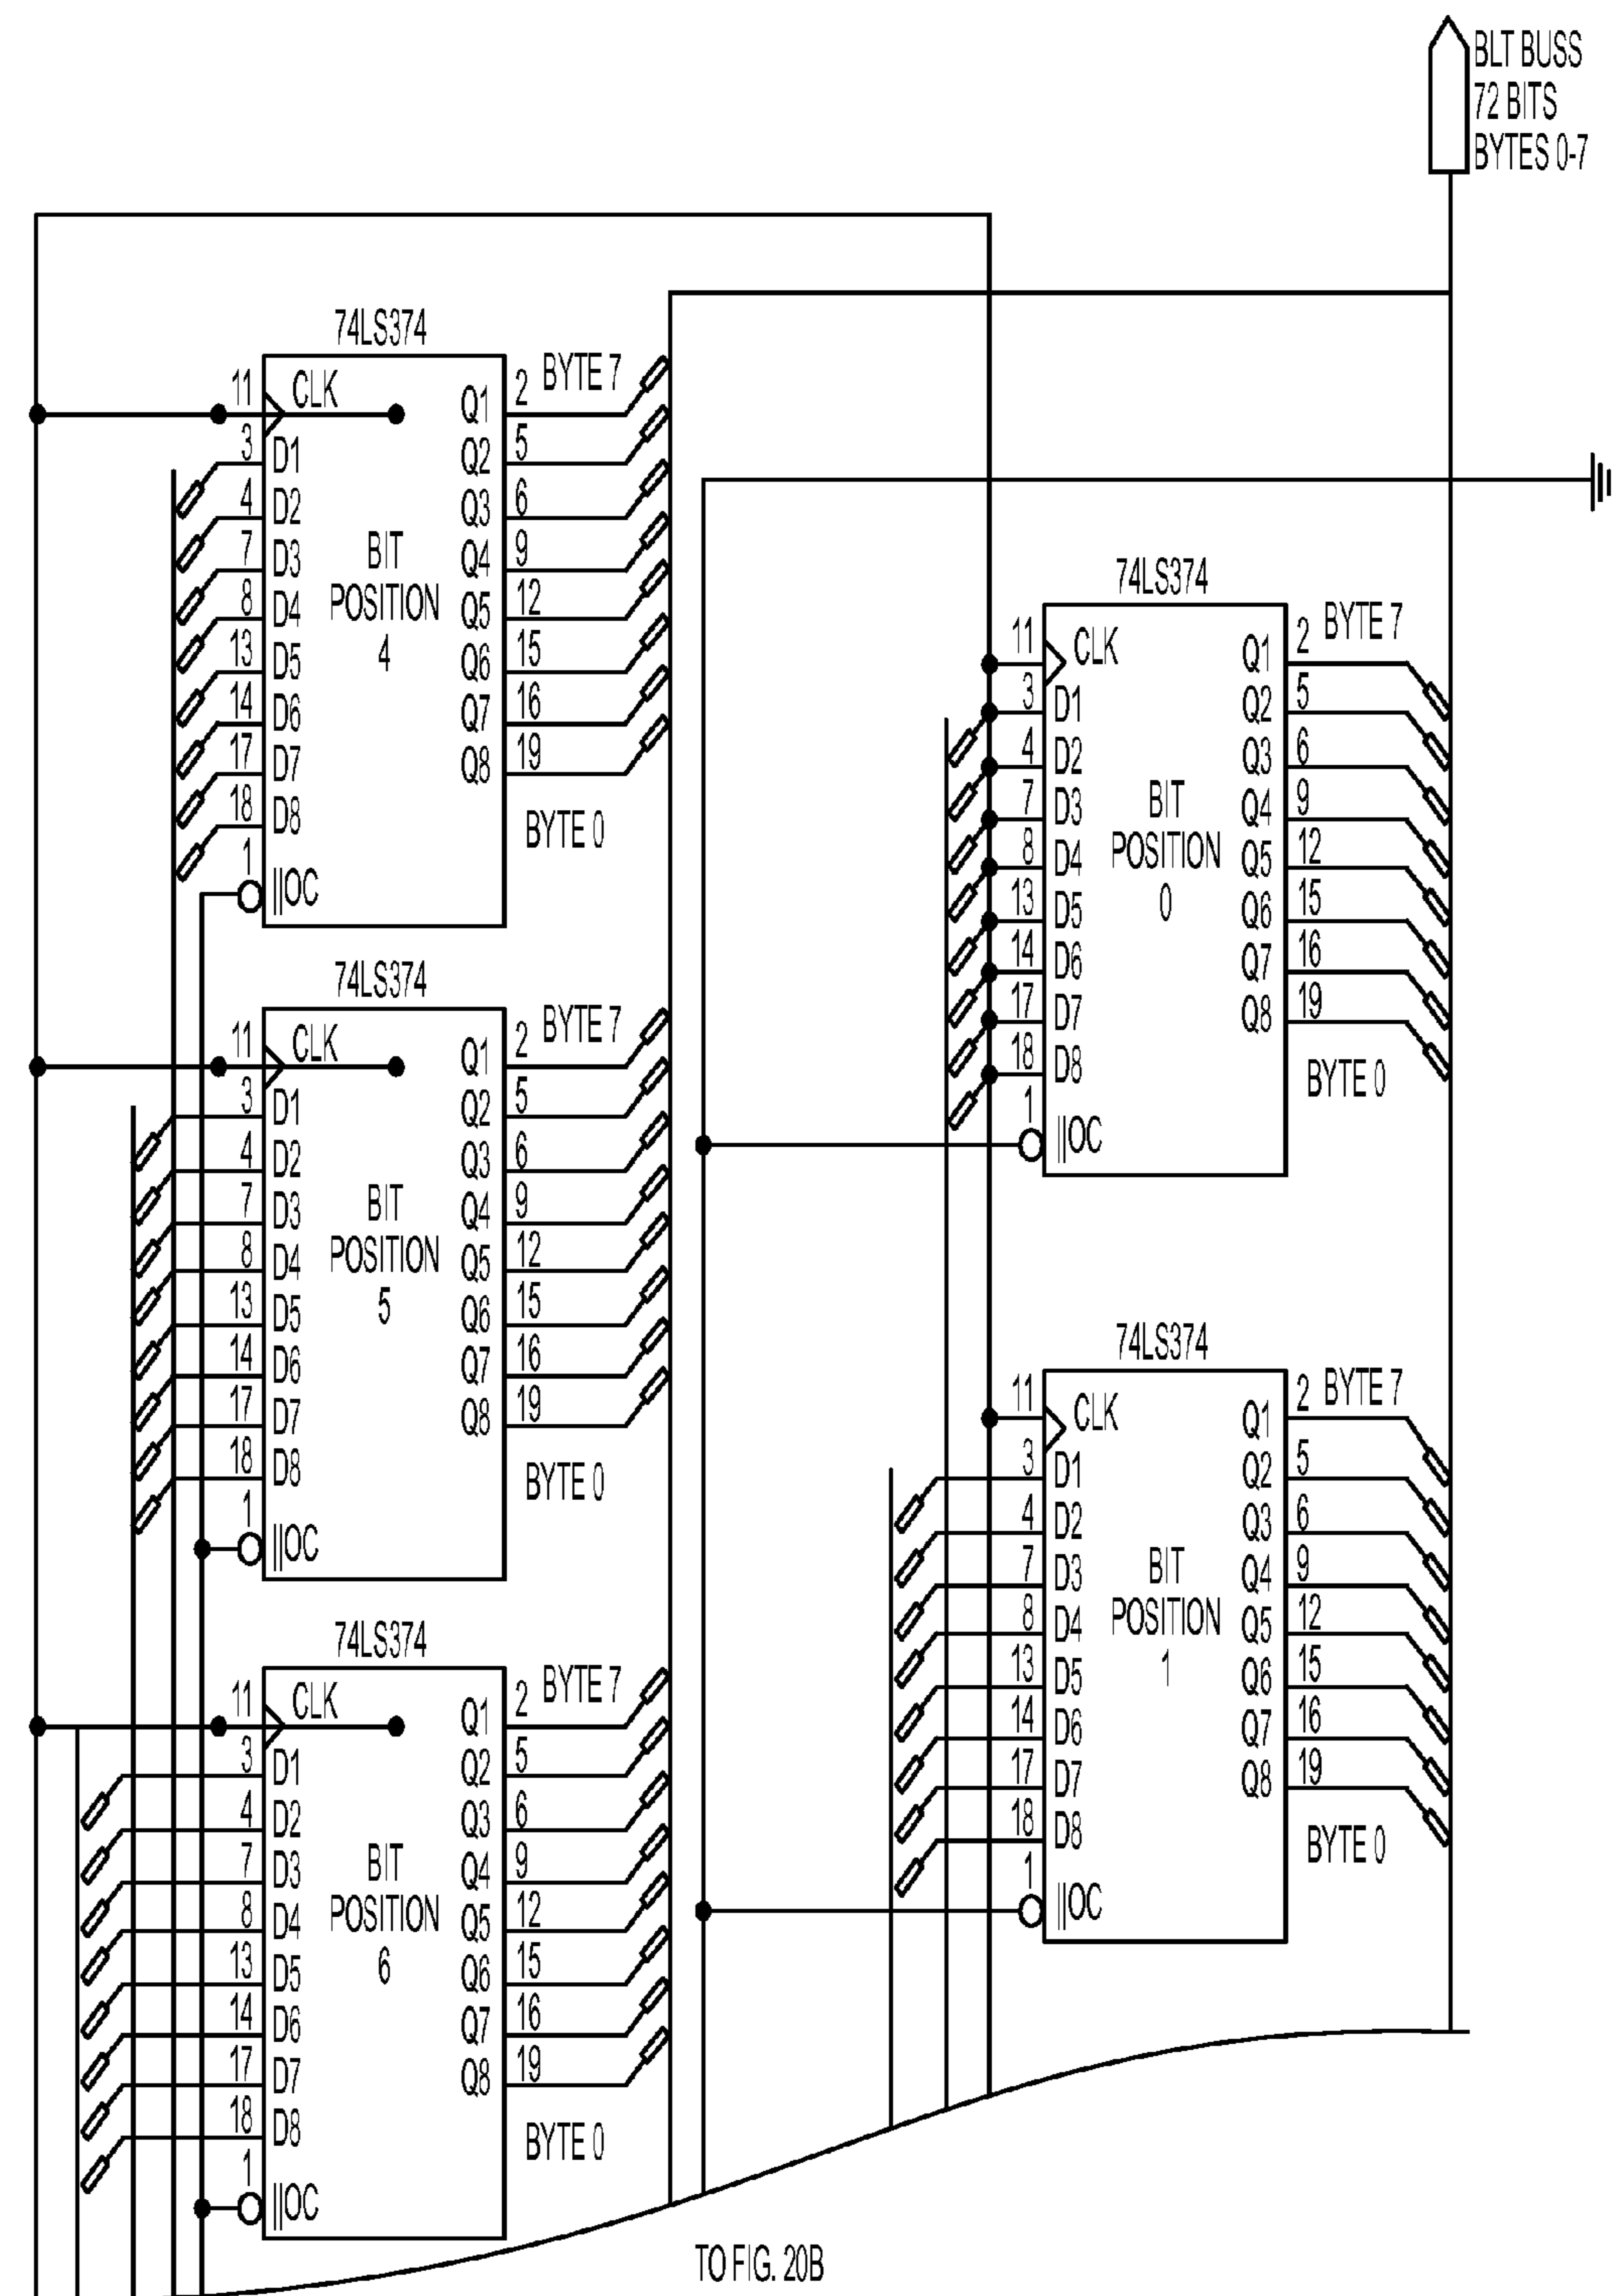 BLT BUSS
72 BITS
BYTES 0-7
74LS374
11 CLK Q1 2 BYTE 7
3 D1 Q2 5
4 D2 Q3 6
7 D3 Q4 9
8 D4 Q5 12
13 D5 Q6 15
14 D6 Q7 16
17 D7 Q8 19
18 D8
1 ||OC
BIT
POSITION
4
BYTE 0
74LS374
11 CLK Q1 2 BYTE 7
3 D1 Q2 5
4 D2 Q3 6
7 D3 Q4 9
8 D4 Q5 12
13 D5 Q6 15
14 D6 Q7 16
17 D7 Q8 19
18 D8
1 ||OC
BIT
POSITION
5
BYTE 0
74LS374
11 CLK Q1 2 BYTE 7
3 D1 Q2 5
4 D2 Q3 6
7 D3 Q4 9
8 D4 Q5 12
13 D5 Q6 15
14 D6 Q7 16
17 D7 Q8 19
18 D8
1 ||OC
BIT
POSITION
6
BYTE 0
74LS374
11 CLK Q1 2 BYTE 7
3 D1 Q2 5
4 D2 Q3 6
7 D3 Q4 9
8 D4 Q5 12
13 D5 Q6 15
14 D6 Q7 16
17 D7 Q8 19
18 D8
1 ||OC
BIT
POSITION
0
BYTE 0
74LS374
11 CLK Q1 2 BYTE 7
3 D1 Q2 5
4 D2 Q3 6
7 D3 Q4 9
8 D4 Q5 12
13 D5 Q6 15
14 D6 Q7 16
17 D7 Q8 19
18 D8
1 ||OC
BIT
POSITION
1
BYTE 0
TO FIG. 20B